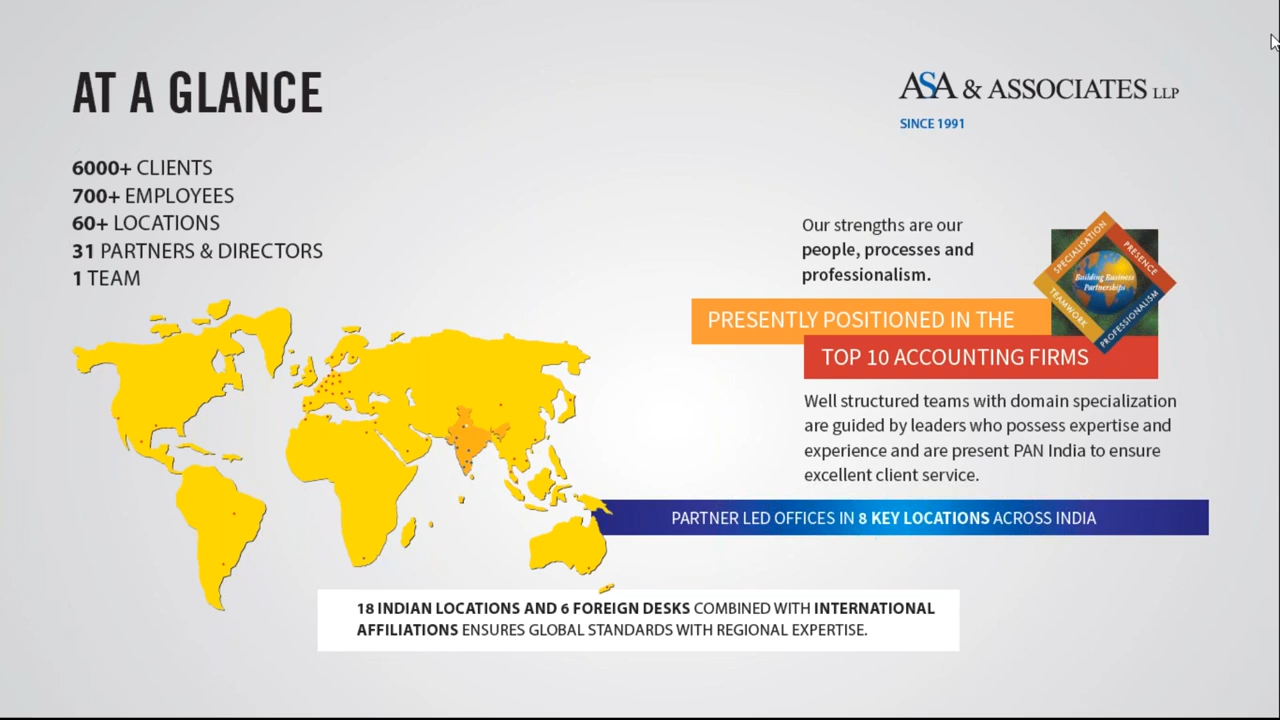 AT A GLANCE
ASA & ASSOCIATES LLP
SINCE 1991
6000+ CLIENTS
700+ EMPLOYEES
60+ LOCATIONS
31 PARTNERS & DIRECTORS
1 TEAM
Our strengths are our
people, processes and
professionalism.
SPECIALISATION
PRESENCE
Building Business
Partnerships
TEAMWORK
PROFESSIONALISM
PRESENTLY POSITIONED IN THE
TOP 10 ACCOUNTING FIRMS
Well structured teams with domain specialization
are guided by leaders who possess expertise and
experience and are present PAN India to ensure
excellent client service.
PARTNER LED OFFICES IN 8 KEY LOCATIONS ACROSS INDIA
18 INDIAN LOCATIONS AND 6 FOREIGN DESKS COMBINED WITH INTERNATIONAL
AFFILIATIONS ENSURES GLOBAL STANDARDS WITH REGIONAL EXPERTISE.